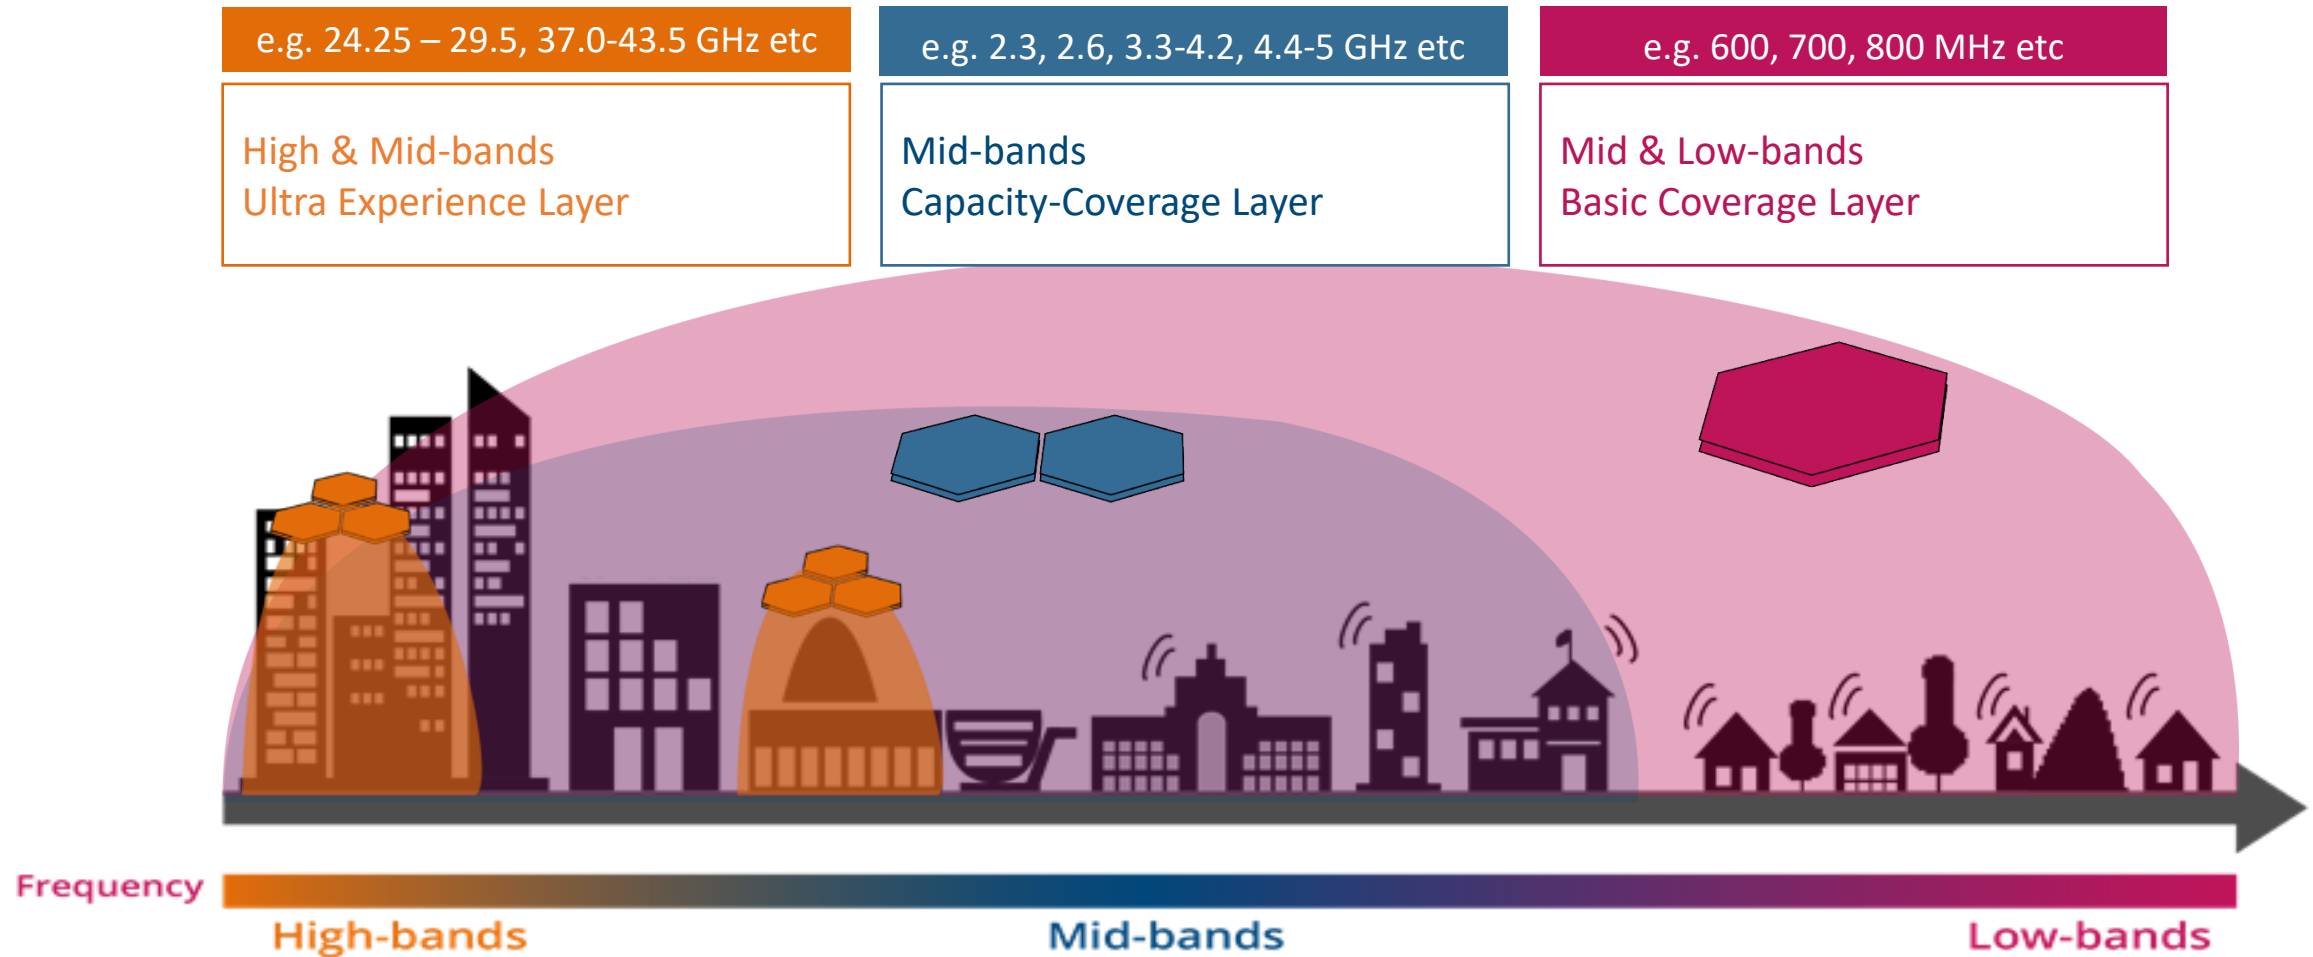 e.g. 24.25 – 29.5, 37.0-43.5 GHz etc
High & Mid-bands
Ultra Experience Layer
e.g. 2.3, 2.6, 3.3-4.2, 4.4-5 GHz etc
Mid-bands
Capacity-Coverage Layer
e.g. 600, 700, 800 MHz etc
Mid & Low-bands
Basic Coverage Layer
Frequency
High-bands
Mid-bands
Low-bands